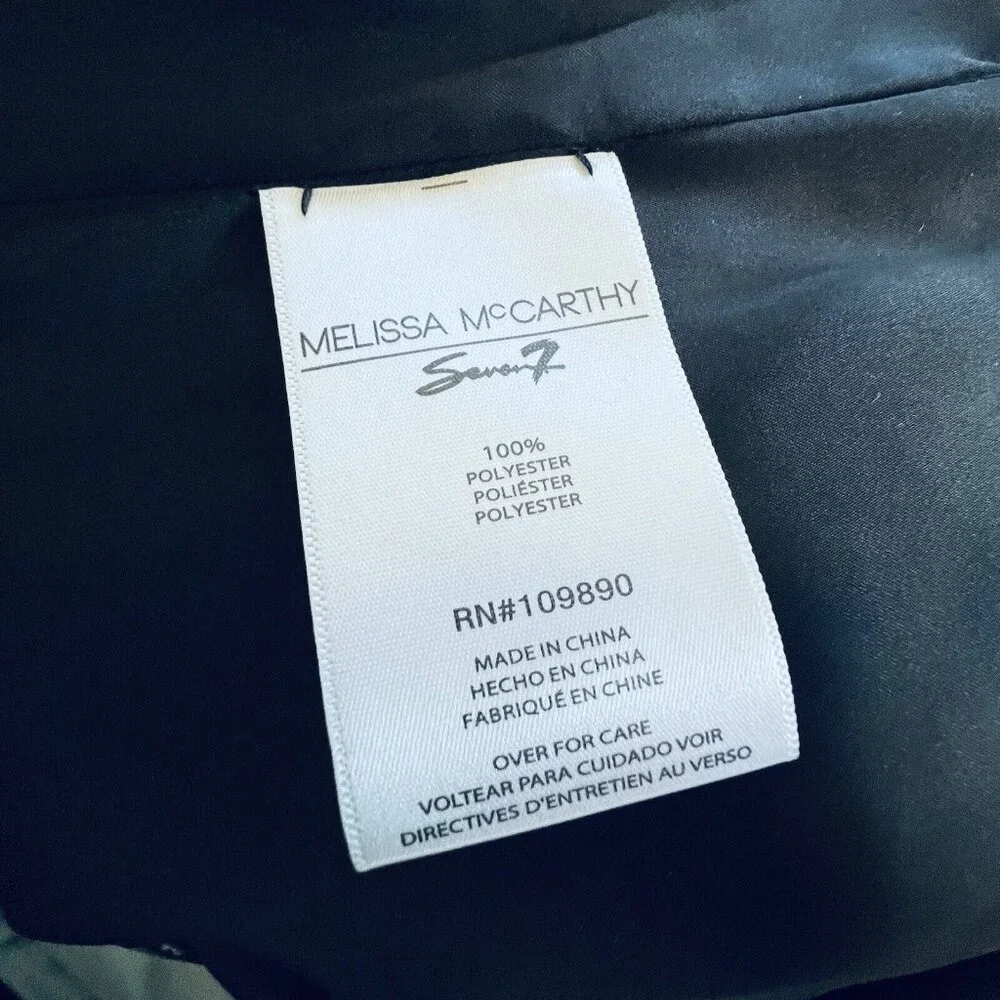 MELISSA McCARTHY
Seven7
100%
POLYESTER
POLIÉSTER
POLYESTER
RN#109890
MADE IN CHINA
HECHO EN CHINA
FABRIQUÉ EN CHINE
OVER FOR CARE
VOLTEAR PARA CUIDADO VOIR
DIRECTIVES D'ENTRETIEN AU VERSO